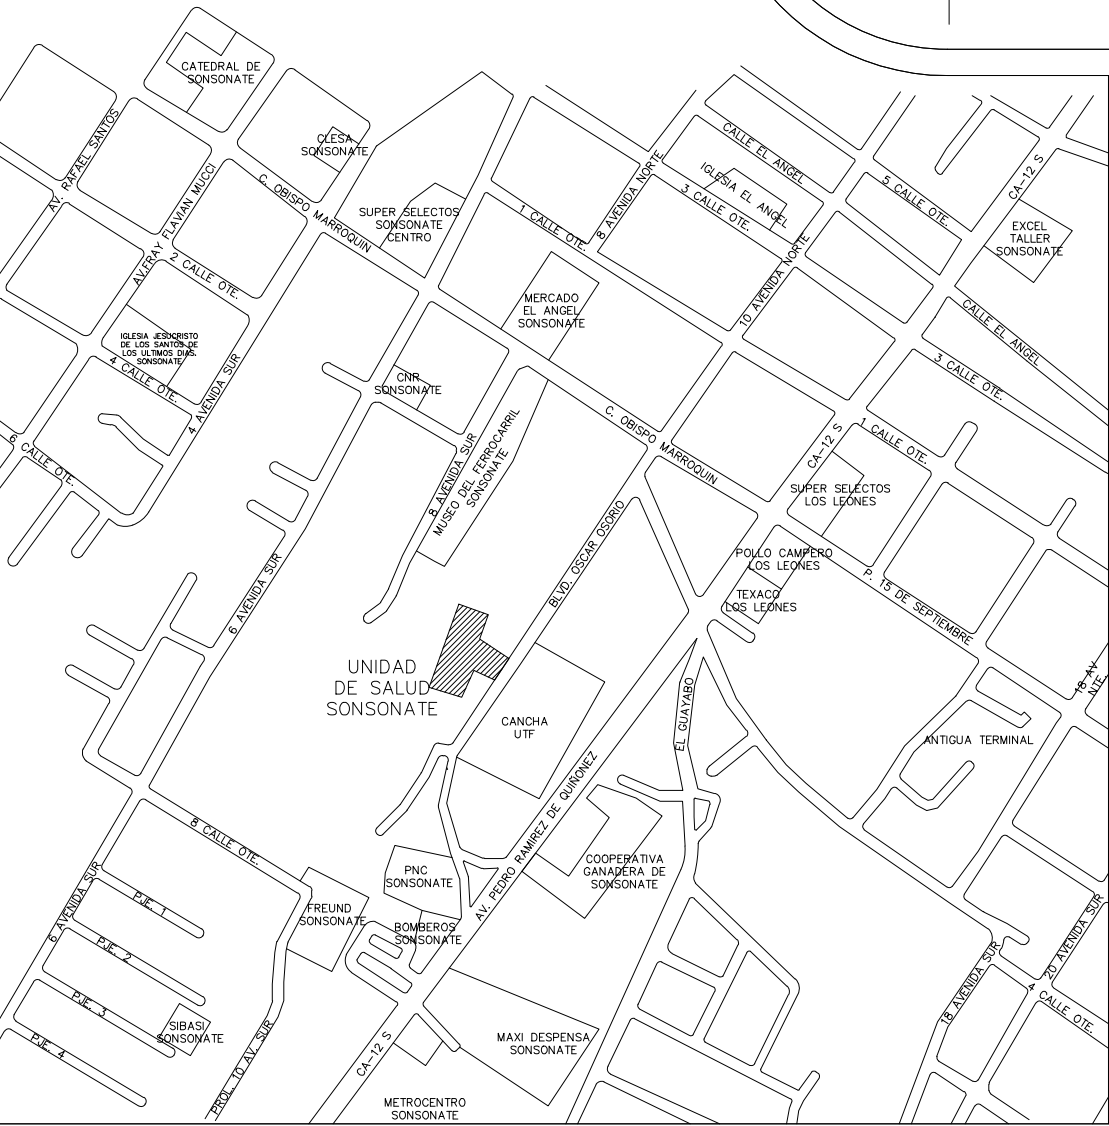 CATEDRAL DE
SONSONATE
AV. RAFAEL SANTOS
CLESA
SONSONATE
C. OBISPO MARROQUIN
AV.FRAY FLAVIAN MUCCI
SUPER SELECTOS
SONSONATE
CENTRO
1 CALLE OTE.
8 AVENIDA NORTE
CALLE EL ANGEL
IGLESIA EL ANGEL
3 CALLE OTE.
5 CALLE OTE.
CA-12 S
EXCEL
TALLER
SONSONATE
10 AVENIDA NORTE
2 CALLE OTE.
MERCADO
EL ANGEL
SONSONATE
CALLE EL ANGEL
3 CALLE OTE.
IGLESIA JESUCRISTO
DE LOS SANTOS DE
LOS ULTIMOS DIAS.
SONSONATE
4 CALLE OTE.
4 AVENIDA SUR
CNR
SONSONATE
6 CALLE OTE.
8 AVENIDA SUR
MUSEO DEL FERROCARRIL
SONSONATE
C. OBISPO MARROQUIN
CA-12 S
1 CALLE OTE.
SUPER SELECTOS
LOS LEONES
BLVD. OSCAR OSORIO
POLLO CAMPERO
LOS LEONES
TEXACO
LOS LEONES
P. 15 DE SEPTIEMBRE
6 AVENIDA SUR
UNIDAD
DE SALUD
SONSONATE
18 AV
NTE.
CANCHA
UTF
EL GUAYABO
ANTIGUA TERMINAL
AV. PEDRO RAMIREZ DE QUIÑONEZ
8 CALLE OTE.
COOPERATIVA
GANADERA DE
SONSONATE
PNC
SONSONATE
6 AVENIDA SUR
PJE. 1
FREUND
SONSONATE
BOMBEROS
SONSONATE
PJE. 2
20 AVENIDA SUR
18 AVENIDA SUR
4 CALLE OTE.
PJE. 3
SIBASI
SONSONATE
PJE. 4
PROL. 10 AV. SUR
CA-12 S
MAXI DESPENSA
SONSONATE
METROCENTRO
SONSONATE